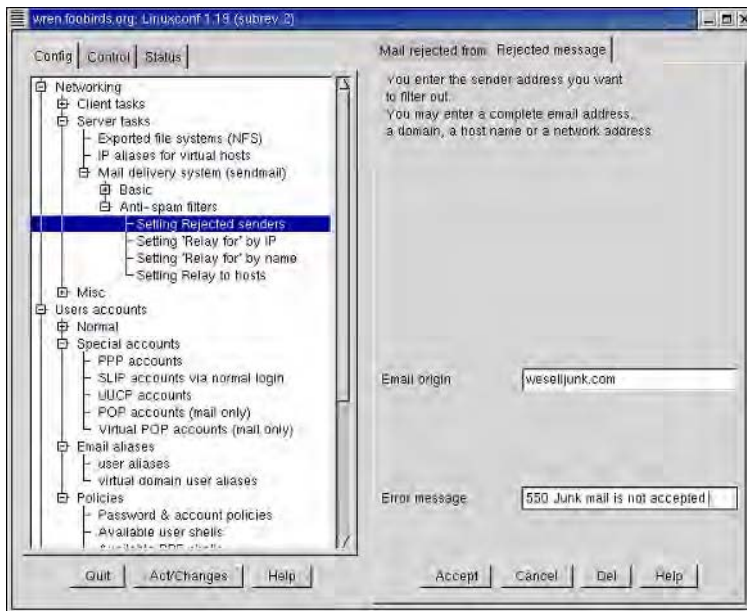 wren.foobirds.org: Linuxconf 1.18 (subrev 2)
Config Control Status
Networking
Client tasks
Server tasks
Exported file systems (NFS)
IP aliases for virtual hosts
Mail delivery system (sendmail)
Basic
Anti-spam filters
Setting Rejected senders
Setting 'Relay for' by IP
Setting 'Relay for' by name
Setting Relay to hosts
Misc
Users accounts
Normal
Special accounts
PPP accounts
SLIP accounts via normal login
UUCP accounts
POP accounts (mail only)
Virtual POP accounts (mail only)
Email aliases
user aliases
virtual domain user aliases
Policies
Password & account policies
Available user shells
Quit Act/Changes Help
Mail rejected from Rejected message
You enter the sender address you want
to filter out.
You may enter a complete email address,
a domain, a host name or a network address
Email origin weselljunk.com
Error message 550 Junk mail is not accepted
Accept Cancel Del Help